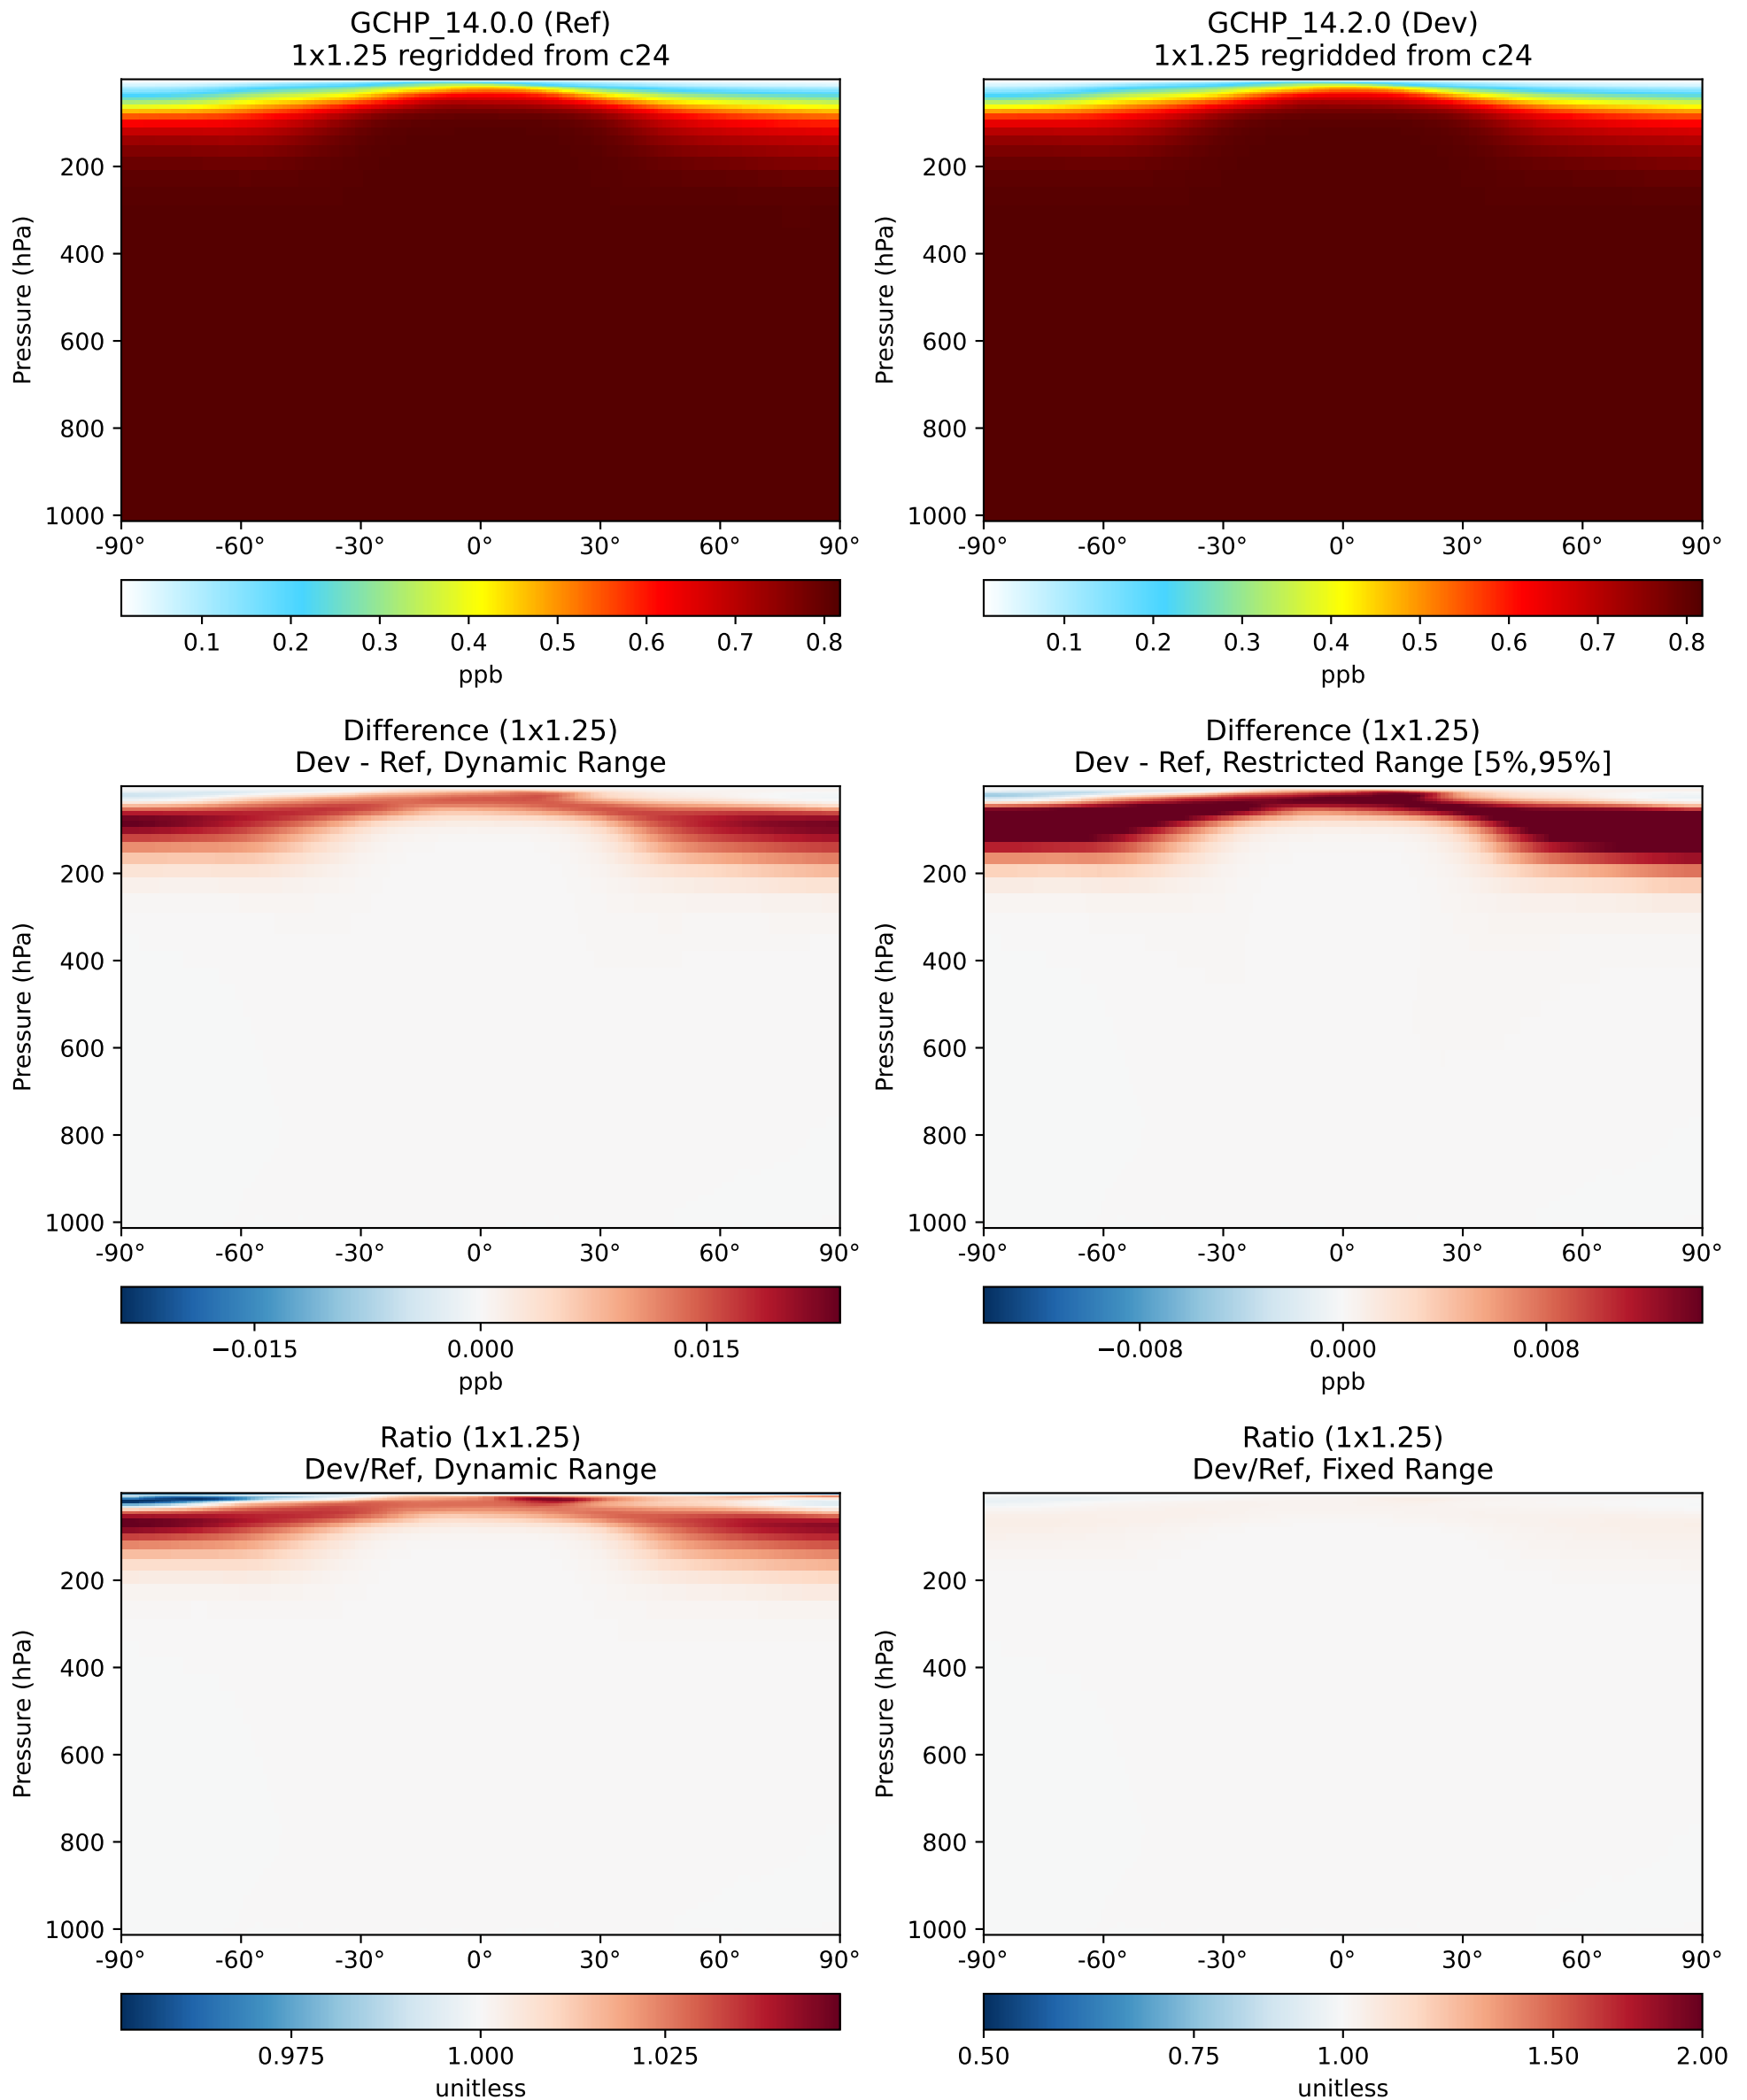 GCHP_14.0.0 (Ref)
1x1.25 regridded from c24
Pressure (hPa)
200
400
600
800
1000
-90° -60° -30° 0° 30° 60° 90°
0.1 0.2 0.3 0.4 0.5 0.6 0.7 0.8
ppb
GCHP_14.2.0 (Dev)
1x1.25 regridded from c24
Pressure (hPa)
200
400
600
800
1000
-90° -60° -30° 0° 30° 60° 90°
0.1 0.2 0.3 0.4 0.5 0.6 0.7 0.8
ppb
Difference (1x1.25)
Dev - Ref, Dynamic Range
Pressure (hPa)
200
400
600
800
1000
-90° -60° -30° 0° 30° 60° 90°
−0.015 0.000 0.015
ppb
Difference (1x1.25)
Dev - Ref, Restricted Range [5%,95%]
Pressure (hPa)
200
400
600
800
1000
-90° -60° -30° 0° 30° 60° 90°
−0.008 0.000 0.008
ppb
Ratio (1x1.25)
Dev/Ref, Dynamic Range
Pressure (hPa)
200
400
600
800
1000
-90° -60° -30° 0° 30° 60° 90°
0.975 1.000 1.025
unitless
Ratio (1x1.25)
Dev/Ref, Fixed Range
Pressure (hPa)
200
400
600
800
1000
-90° -60° -30° 0° 30° 60° 90°
0.50 0.75 1.00 1.50 2.00
unitless